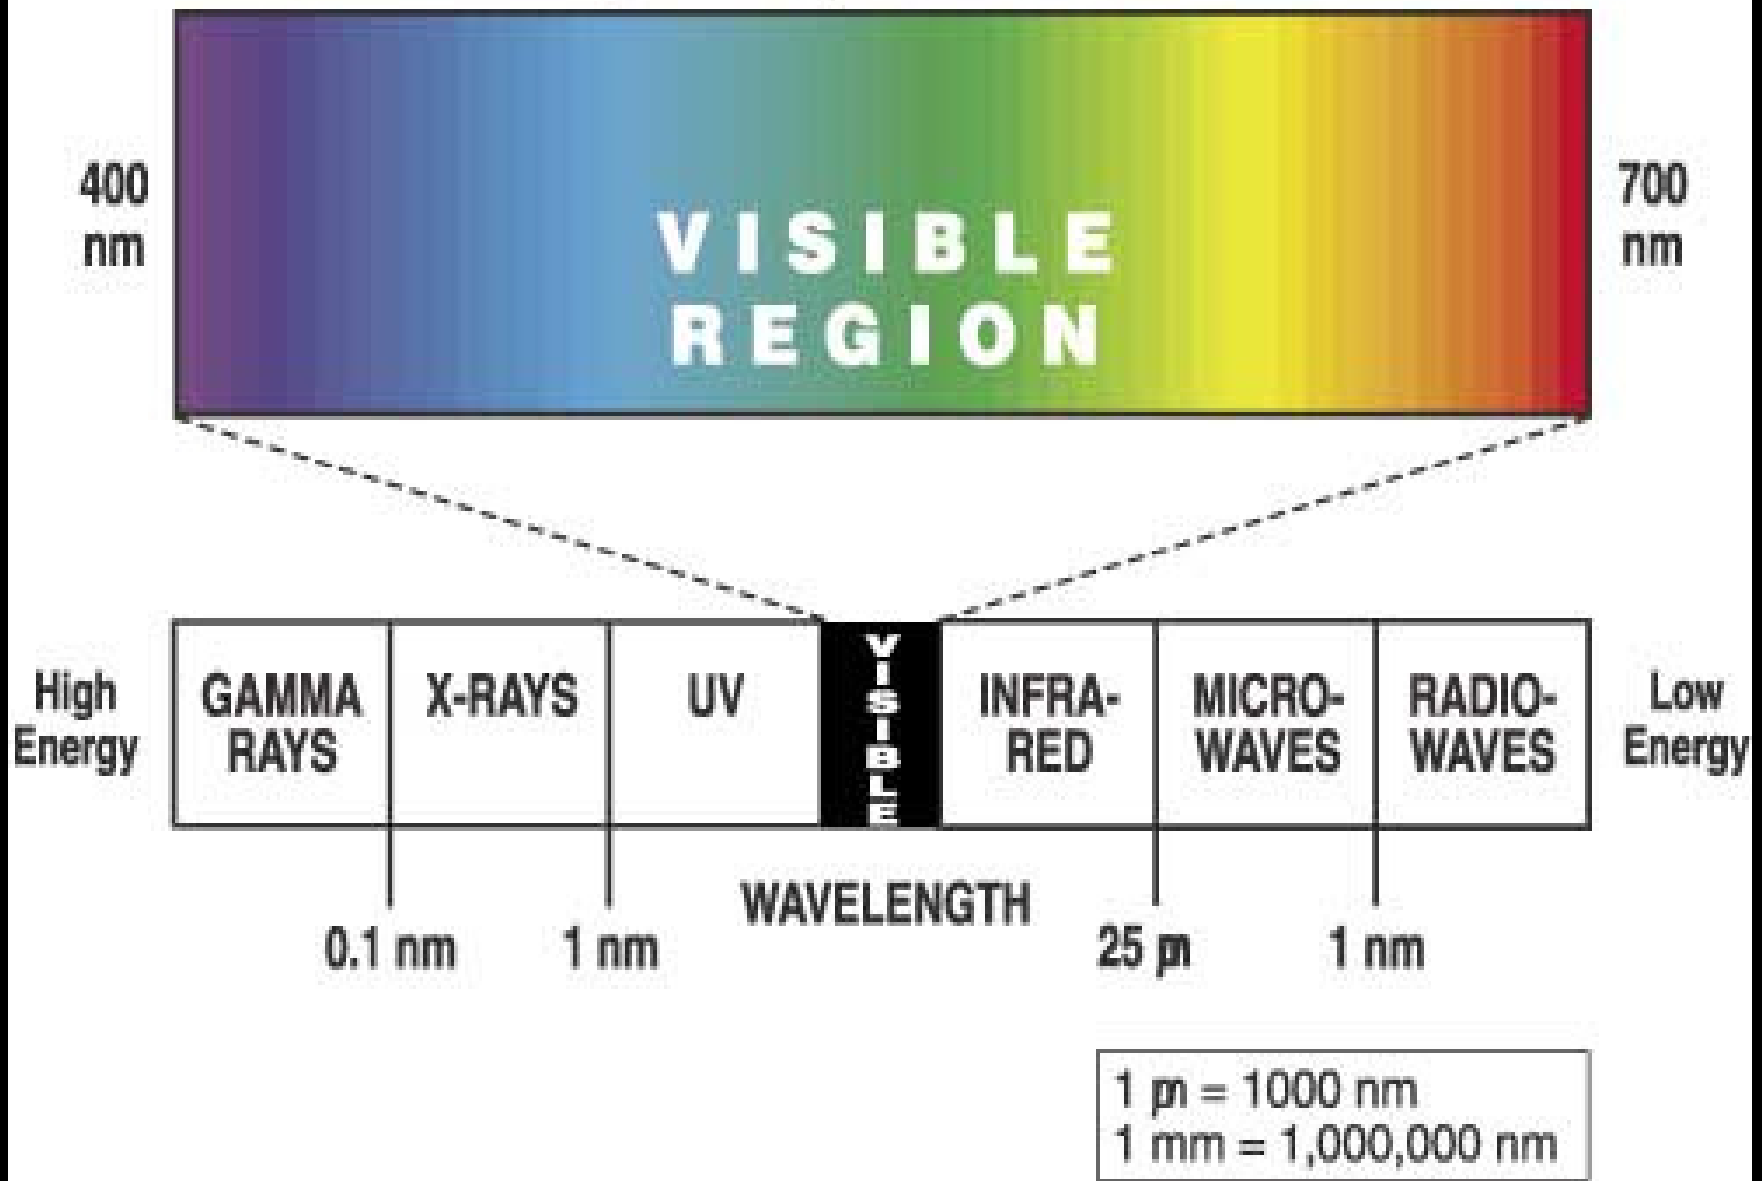 400
nm
VISIBLE
REGION
700
nm
High
Energy
GAMMA
RAYS
X-RAYS
UV
VISIBLE
INFRA-
RED
MICRO-
WAVES
RADIO-
WAVES
Low
Energy
WAVELENGTH
0.1 nm
1 nm
25
1 nm
1 = 1000 nm
1 mm = 1,000,000 nm